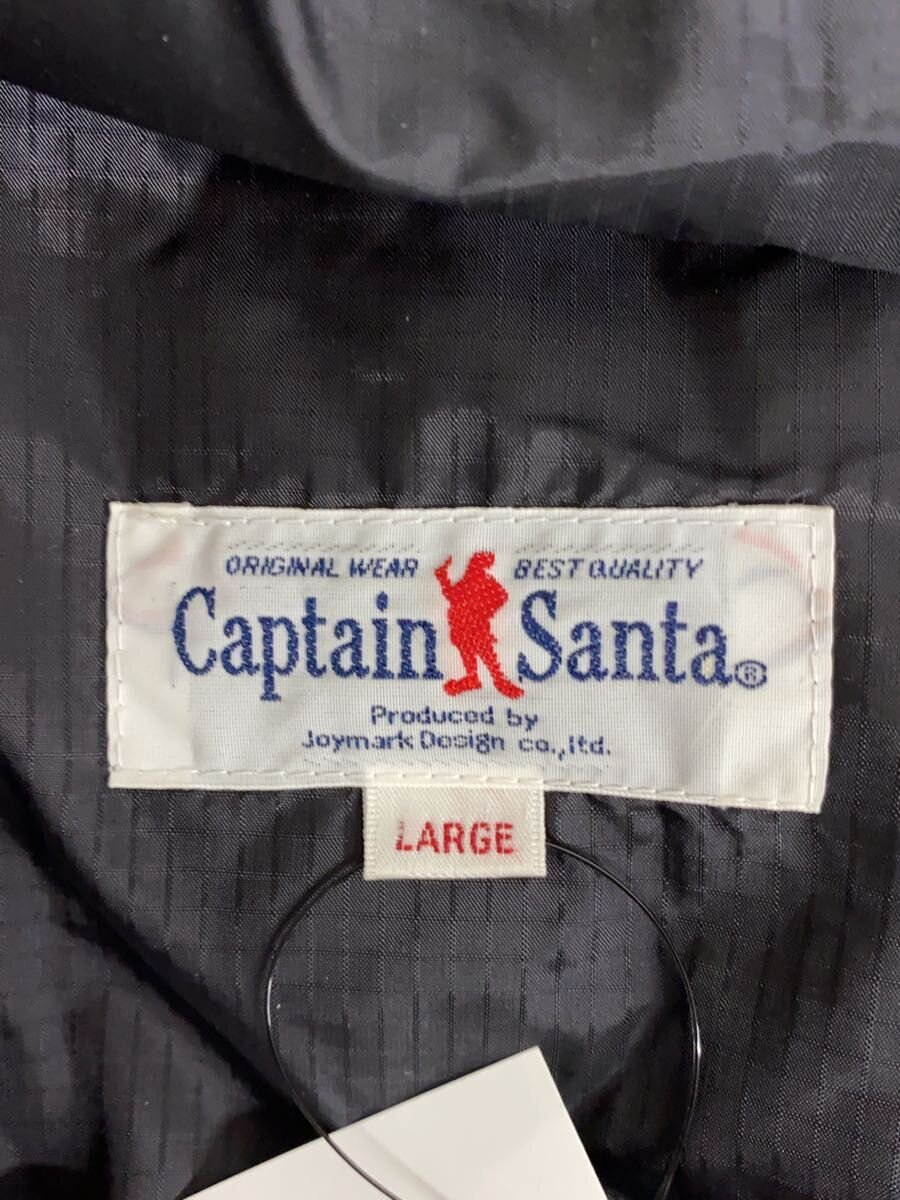 ORIGINAL WEAR BEST QUALITY
Captain Santa®
Produced by
Joymark Design co.,ltd.
LARGE